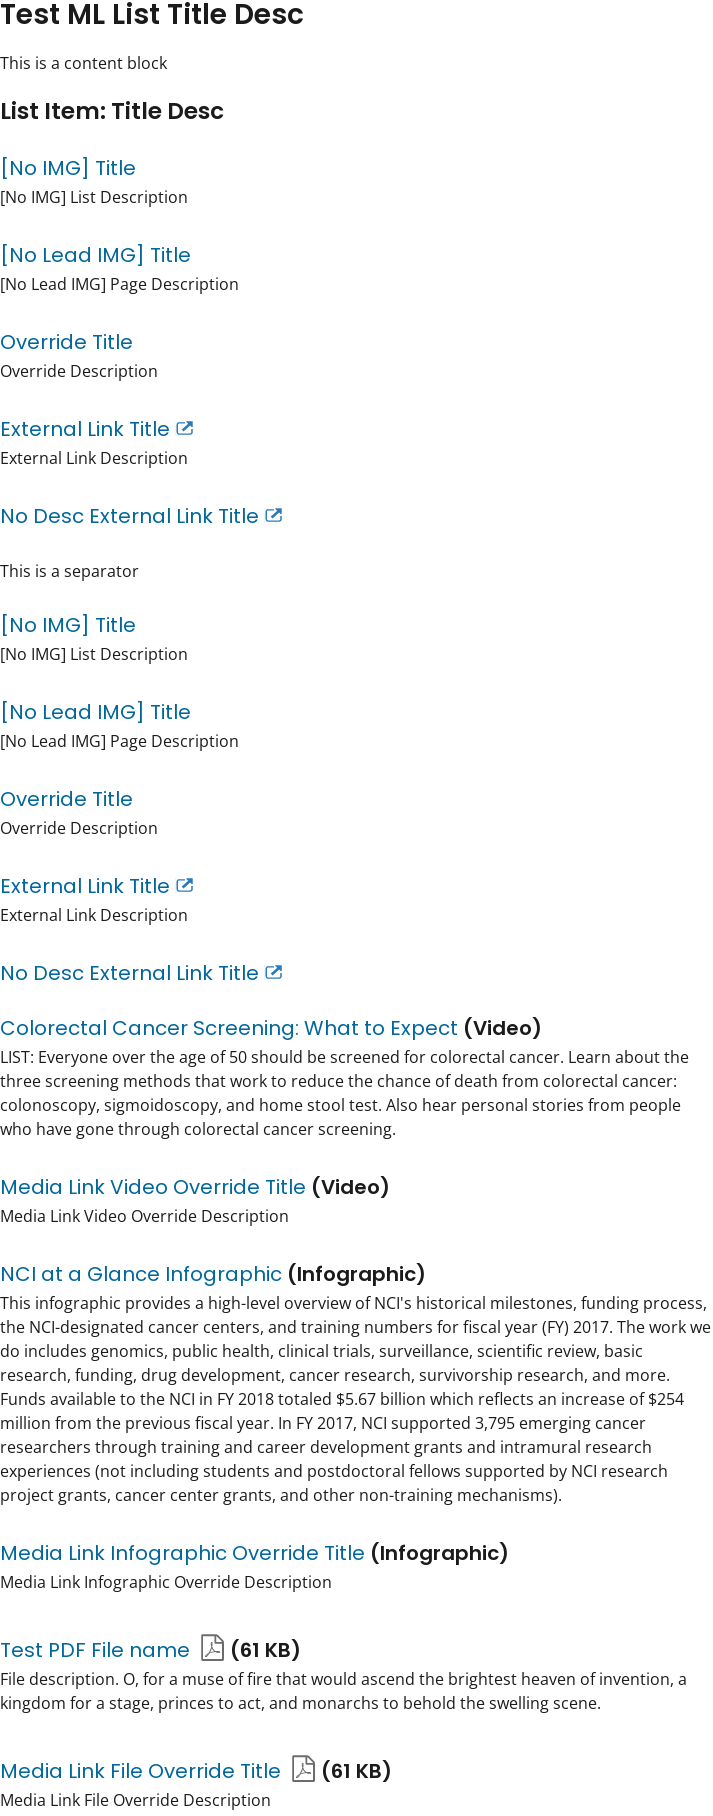 Test ML List Title Desc
This is a content block
List Item: Title Desc
[No IMG] Title
[No IMG] List Description
[No Lead IMG] Title
[No Lead IMG] Page Description
Override Title
Override Description
External Link Title
External Link Description
No Desc External Link Title
This is a separator
[No IMG] Title
[No IMG] List Description
[No Lead IMG] Title
[No Lead IMG] Page Description
Override Title
Override Description
External Link Title
External Link Description
No Desc External Link Title
Colorectal Cancer Screening: What to Expect (Video)
LIST: Everyone over the age of 50 should be screened for colorectal cancer. Learn about the
three screening methods that work to reduce the chance of death from colorectal cancer:
colonoscopy, sigmoidoscopy, and home stool test. Also hear personal stories from people
who have gone through colorectal cancer screening.
Media Link Video Override Title (Video)
Media Link Video Override Description
NCI at a Glance Infographic (Infographic)
This infographic provides a high-level overview of NCI's historical milestones, funding process,
the NCI-designated cancer centers, and training numbers for fiscal year (FY) 2017. The work we
do includes genomics, public health, clinical trials, surveillance, scientific review, basic
research, funding, drug development, cancer research, survivorship research, and more.
Funds available to the NCI in FY 2018 totaled $5.67 billion which reflects an increase of $254
million from the previous fiscal year. In FY 2017, NCI supported 3,795 emerging cancer
researchers through training and career development grants and intramural research
experiences (not including students and postdoctoral fellows supported by NCI research
project grants, cancer center grants, and other non-training mechanisms).
Media Link Infographic Override Title (Infographic)
Media Link Infographic Override Description
Test PDF File name (61 KB)
File description. O, for a muse of fire that would ascend the brightest heaven of invention, a
kingdom for a stage, princes to act, and monarchs to behold the swelling scene.
Media Link File Override Title (61 KB)
Media Link File Override Description